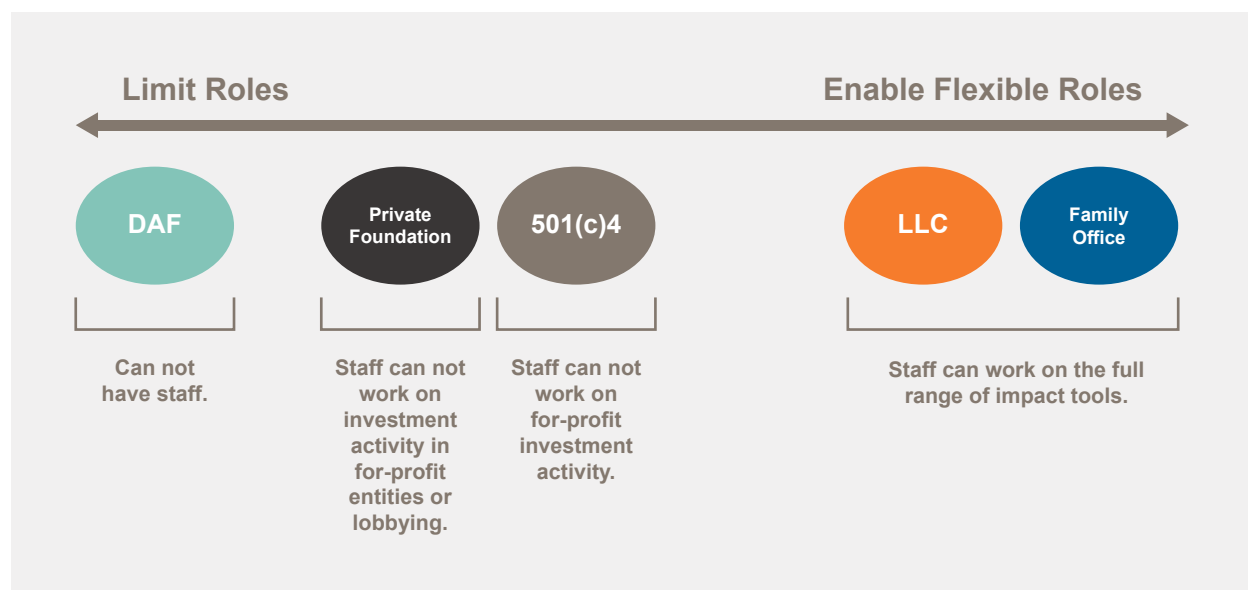 Limit Roles
Enable Flexible Roles
DAF
Private
Foundation
501(c)4
LLC
Family
Office
Can not
have staff.
Staff can not
work on
investment
activity in
for-profit
entities or
lobbying.
Staff can not
work on
for-profit
investment
activity.
Staff can work on the full
range of impact tools.